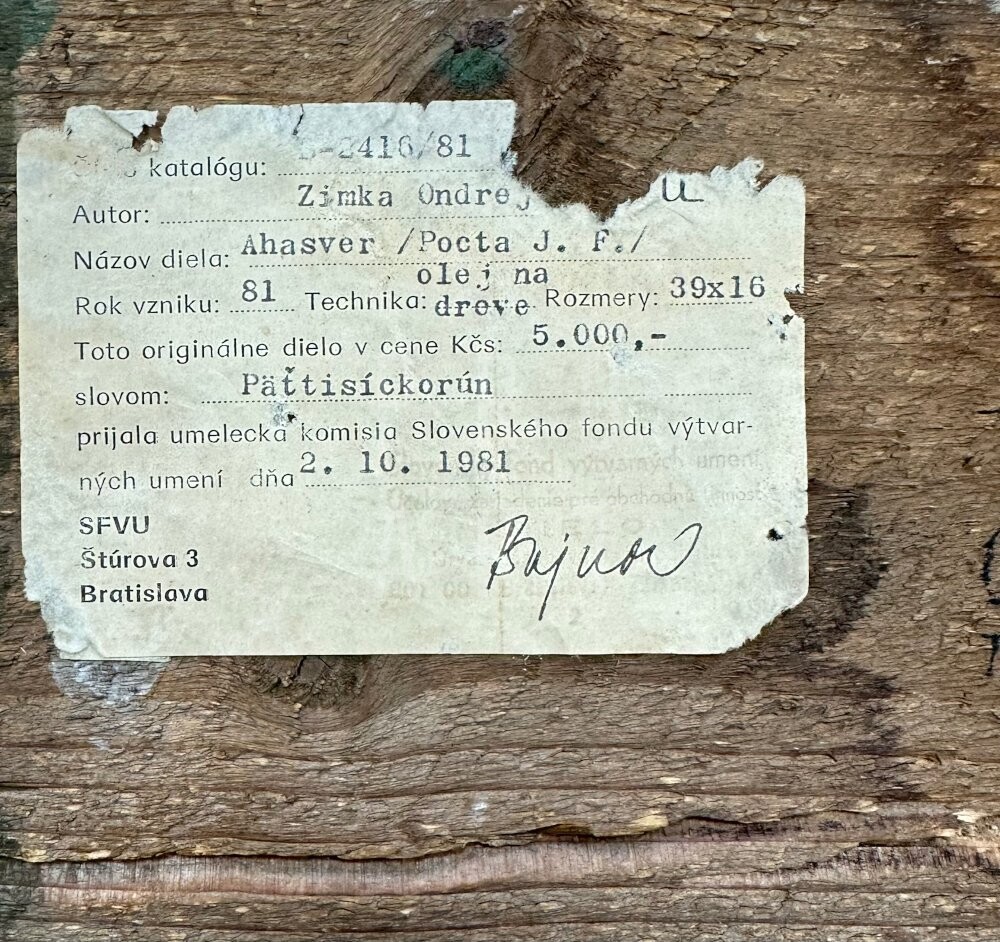 katalógu: -2416/81
Autor: Zimka Ondrej
Názov diela: Ahasver /Pocta J. F./
Rok vzniku: 81 Technika: olej na dreve Rozmery: 39x16
Toto originálne dielo v cene Kčs: 5.000,-
slovom: Päťtisíckorún
prijala umelecká komisia Slovenského fondu výtvar-
ných umení dňa 2. 10. 1981
SFVU
Štúrova 3
Bratislava